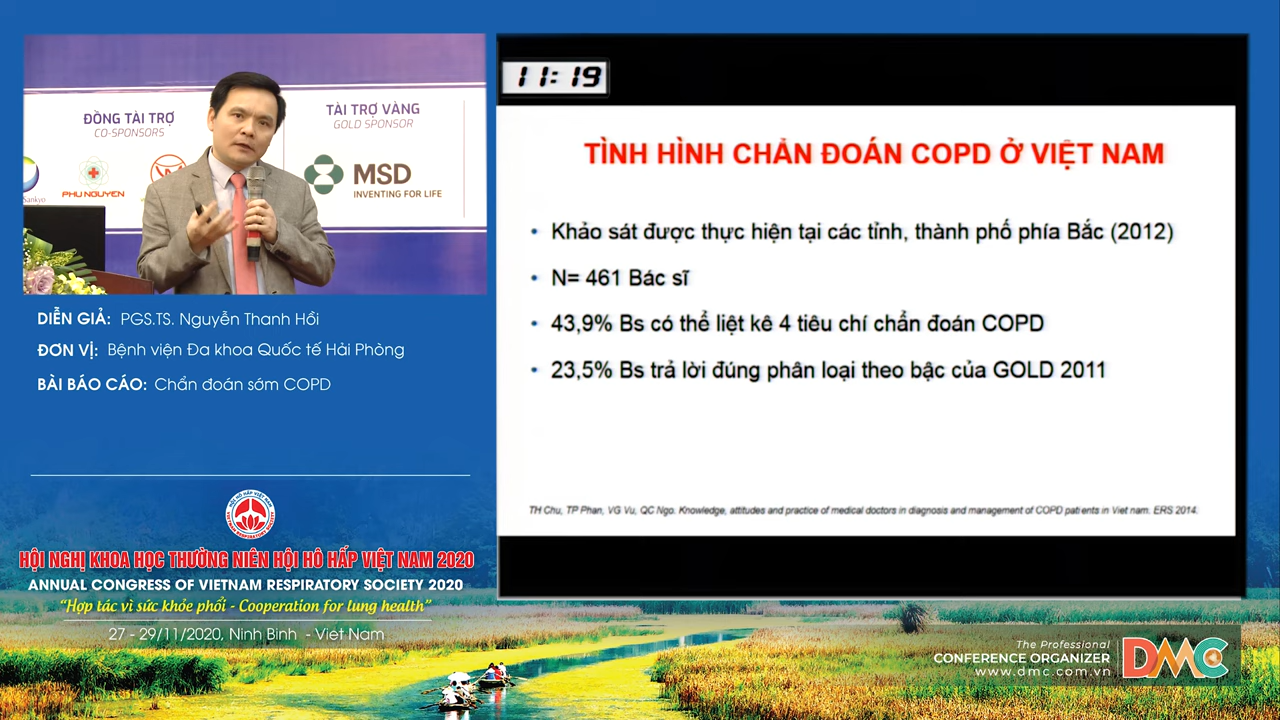 ĐỒNG TÀI TRỢ
CO-SPONSORS
TÀI TRỢ VÀNG
GOLD SPONSOR
Sankyo
PHU NGUYEN
MSD
INVENTING FOR LIFE
DIỄN GIẢ: PGS.TS. Nguyễn Thanh Hồi
ĐƠN VỊ: Bệnh viện Đa khoa Quốc tế Hải Phòng
BÀI BÁO CÁO: Chẩn đoán sớm COPD
HỘI HÔ HẤP VIỆT NAM
HỘI NGHỊ KHOA HỌC THƯỜNG NIÊN HỘI HÔ HẤP VIỆT NAM 2020
ANNUAL CONGRESS OF VIETNAM RESPIRATORY SOCIETY 2020
“Hợp tác vì sức khỏe phổi - Cooperation for lung health”
27 - 29/11/2020, Ninh Binh - Viet Nam
11:19
TÌNH HÌNH CHẨN ĐOÁN COPD Ở VIỆT NAM
• Khảo sát được thực hiện tại các tỉnh, thành phố phía Bắc (2012)
• N= 461 Bác sĩ
• 43,9% Bs có thể liệt kê 4 tiêu chí chẩn đoán COPD
• 23,5% Bs trả lời đúng phân loại theo bậc của GOLD 2011
TH Chu, TP Phan, VG Vu, QC Ngo. Knowledge, attitudes and practice of medical doctors in diagnosis and management of COPD patients in Viet nam. ERS 2014.
The Professional
CONFERENCE ORGANIZER
www.dmc.com.vn
DMC